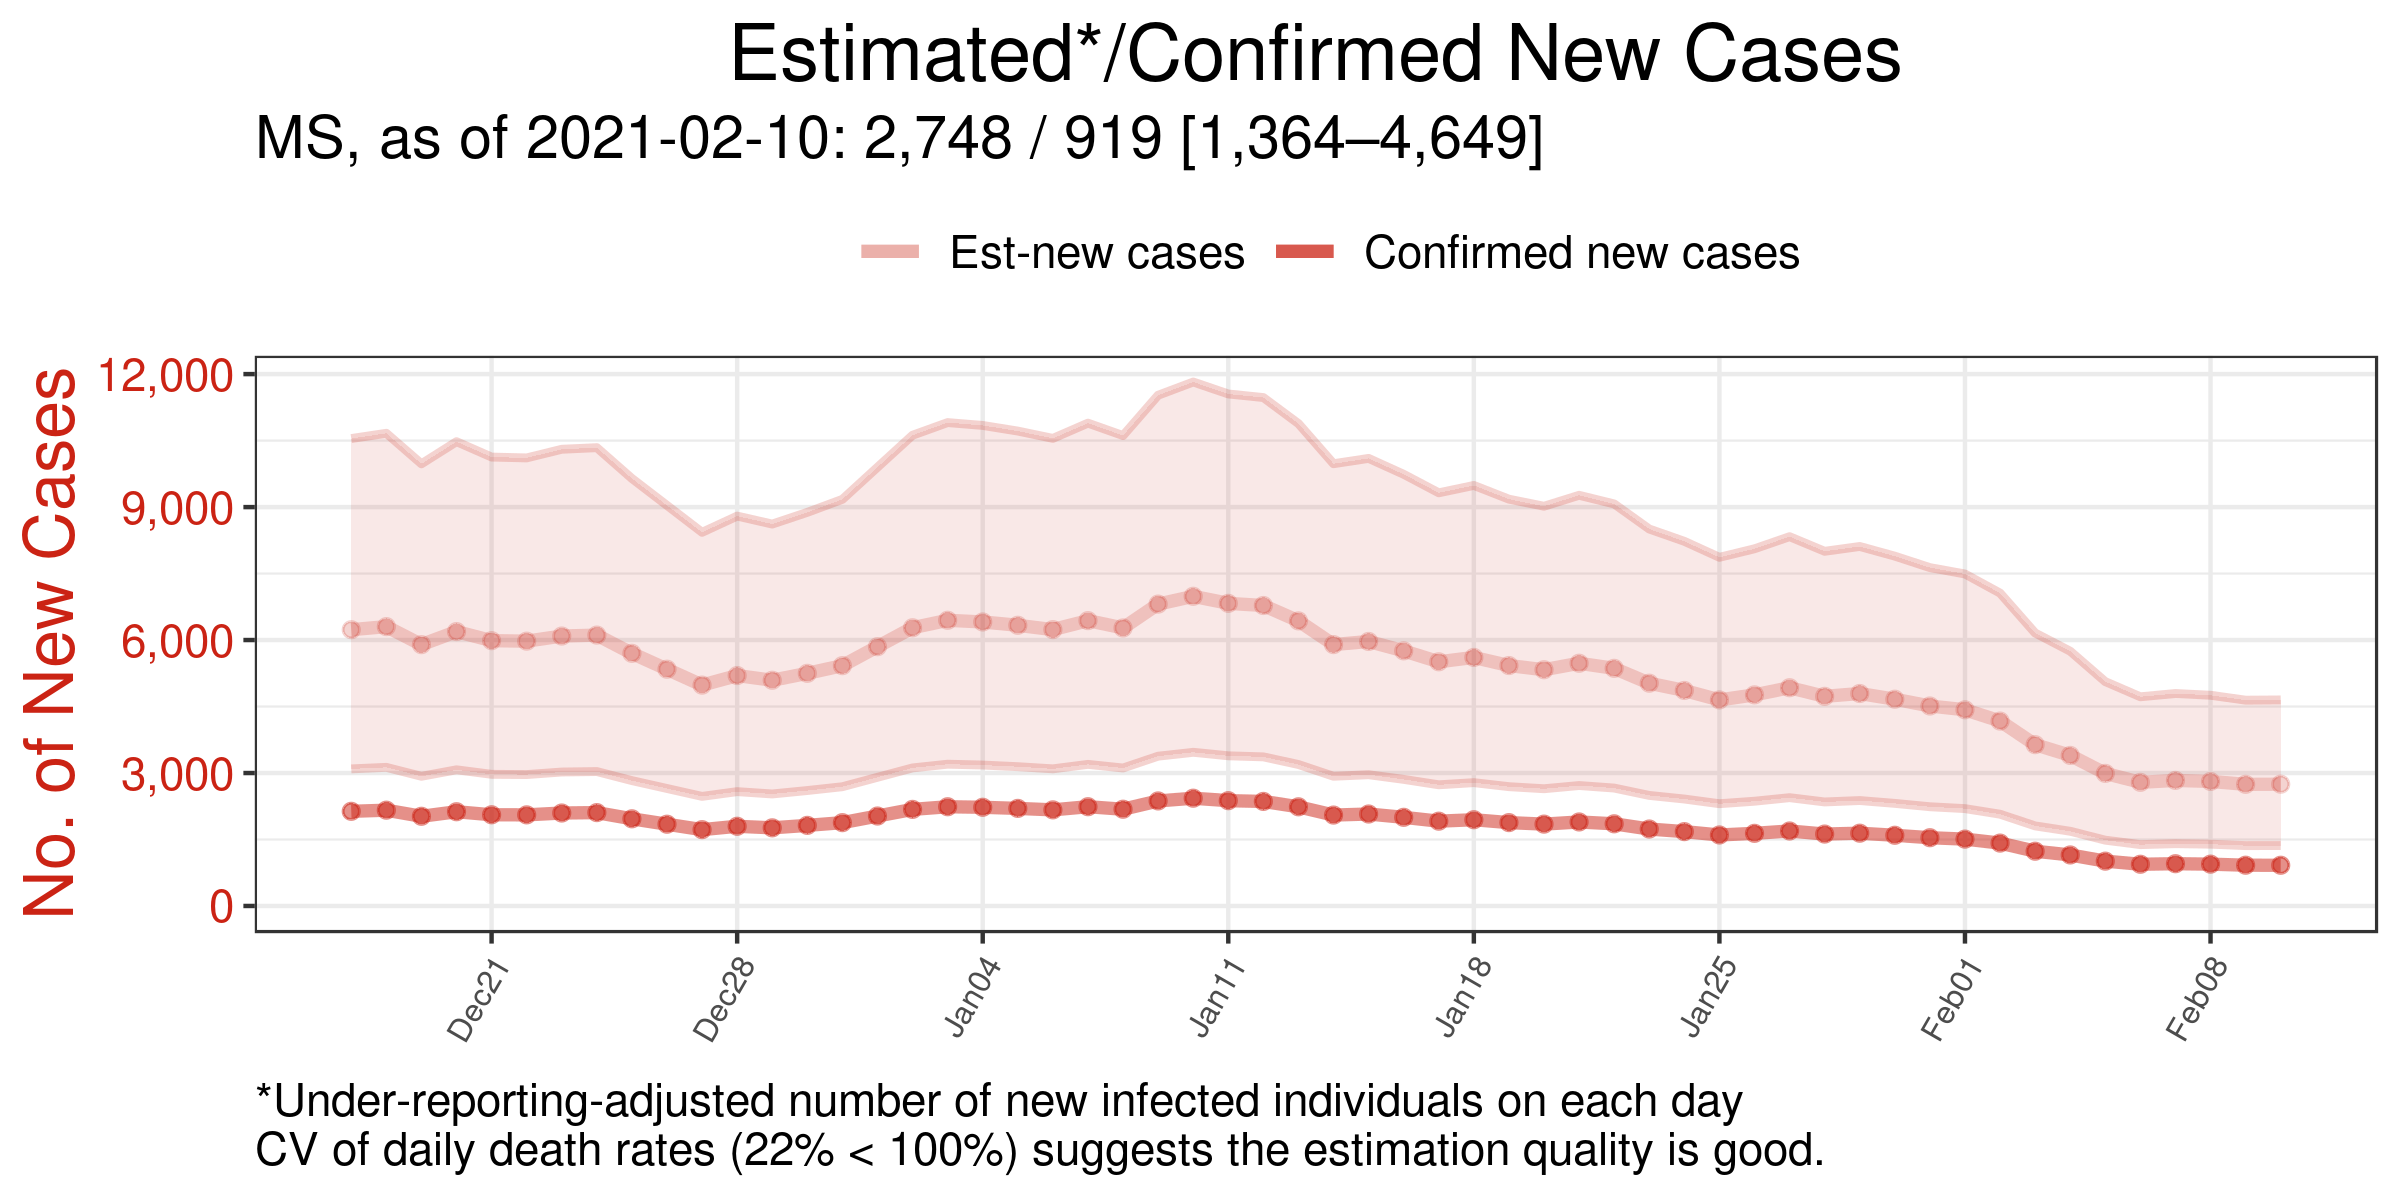 Estimated*/Confirmed New Cases
MS, as of 2021-02-10: 2,748 / 919 [1,364–4,649]
Est-new cases
Confirmed new cases
No. of New Cases
12,000
9,000
6,000
3,000
0
Dec21
Dec28
Jan04
Jan11
Jan18
Jan25
Feb01
Feb08
*Under-reporting-adjusted number of new infected individuals on each day
CV of daily death rates (22% < 100%) suggests the estimation quality is good.